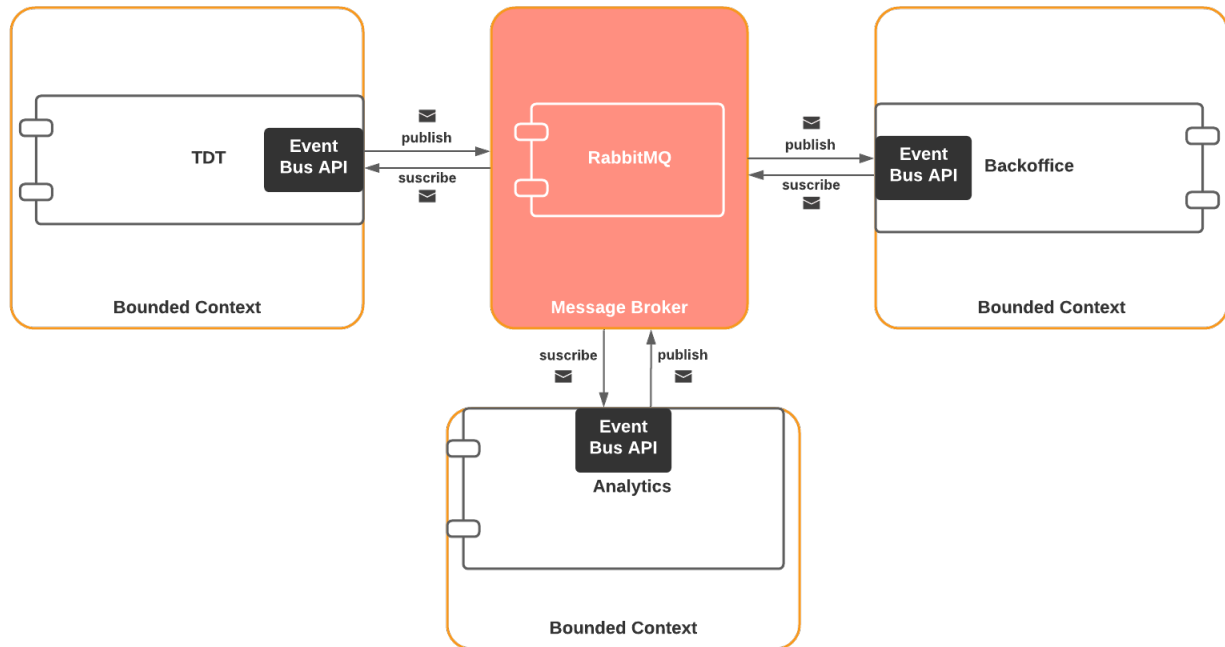 TDT
Event
Bus API
Bounded Context
publish
suscribe
RabbitMQ
Message Broker
publish
suscribe
Event
Bus API
Backoffice
Bounded Context
suscribe
publish
Event
Bus API
Analytics
Bounded Context